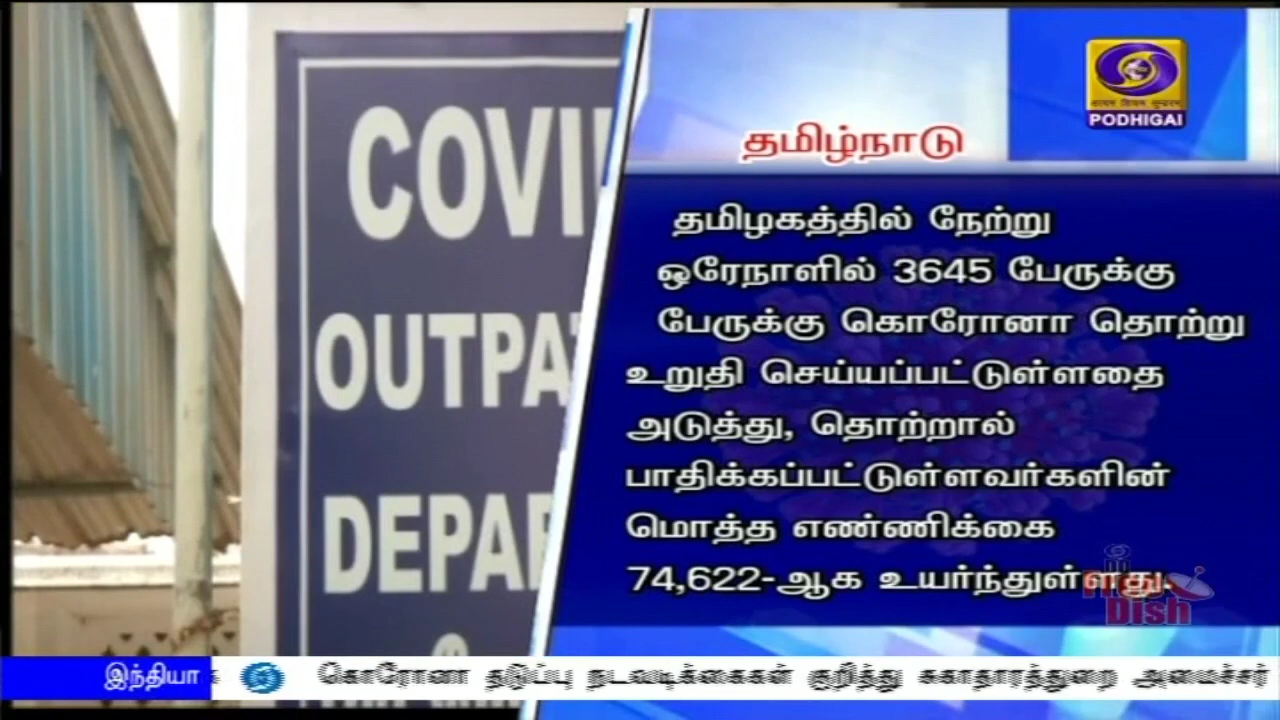 COVI
OUTPAT
DEPAR
PODHIGAI
தமிழ்நாடு
தமிழகத்தில் நேற்று
ஒரேநாளில் 3645 பேருக்கு
பேருக்கு கொரோனா தொற்று
உறுதி செய்யப்பட்டுள்ளதை
அடுத்து, தொற்றால்
பாதிக்கப்பட்டுள்ளவர்களின்
மொத்த எண்ணிக்கை
74,622-ஆக உயர்ந்துள்ளது.
Dish
இந்தியா
கொரோனா தடுப்பு நடவடிக்கைகள் குறித்து சுகாதாரத்துறை அமைச்சர்